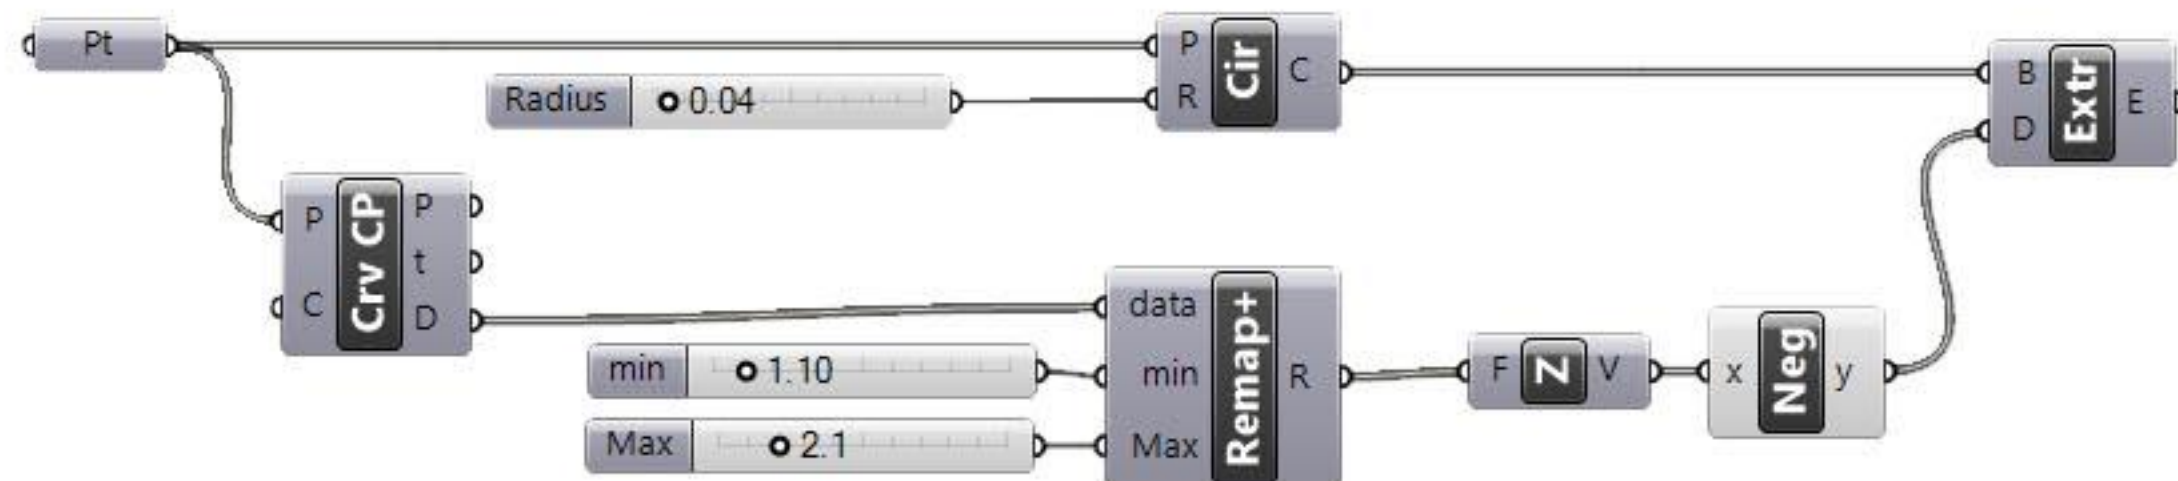 Pt
P
R
Cir
C
Radius
0.04
B
D
Extr
E
P
C
Crv CP
P
t
D
data
min
Max
Remap+
R
min
1.10
Max
2.1
F
Z
V
x
Neg
y